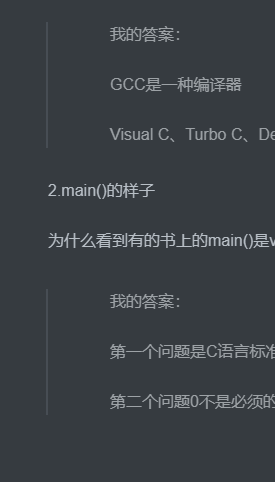 我的答案：
GCC是一种编译器
Visual C、Turbo C、De
2.main()的样子
为什么看到有的书上的main()是v
我的答案：
第一个问题是C语言标准
第二个问题0不是必须的